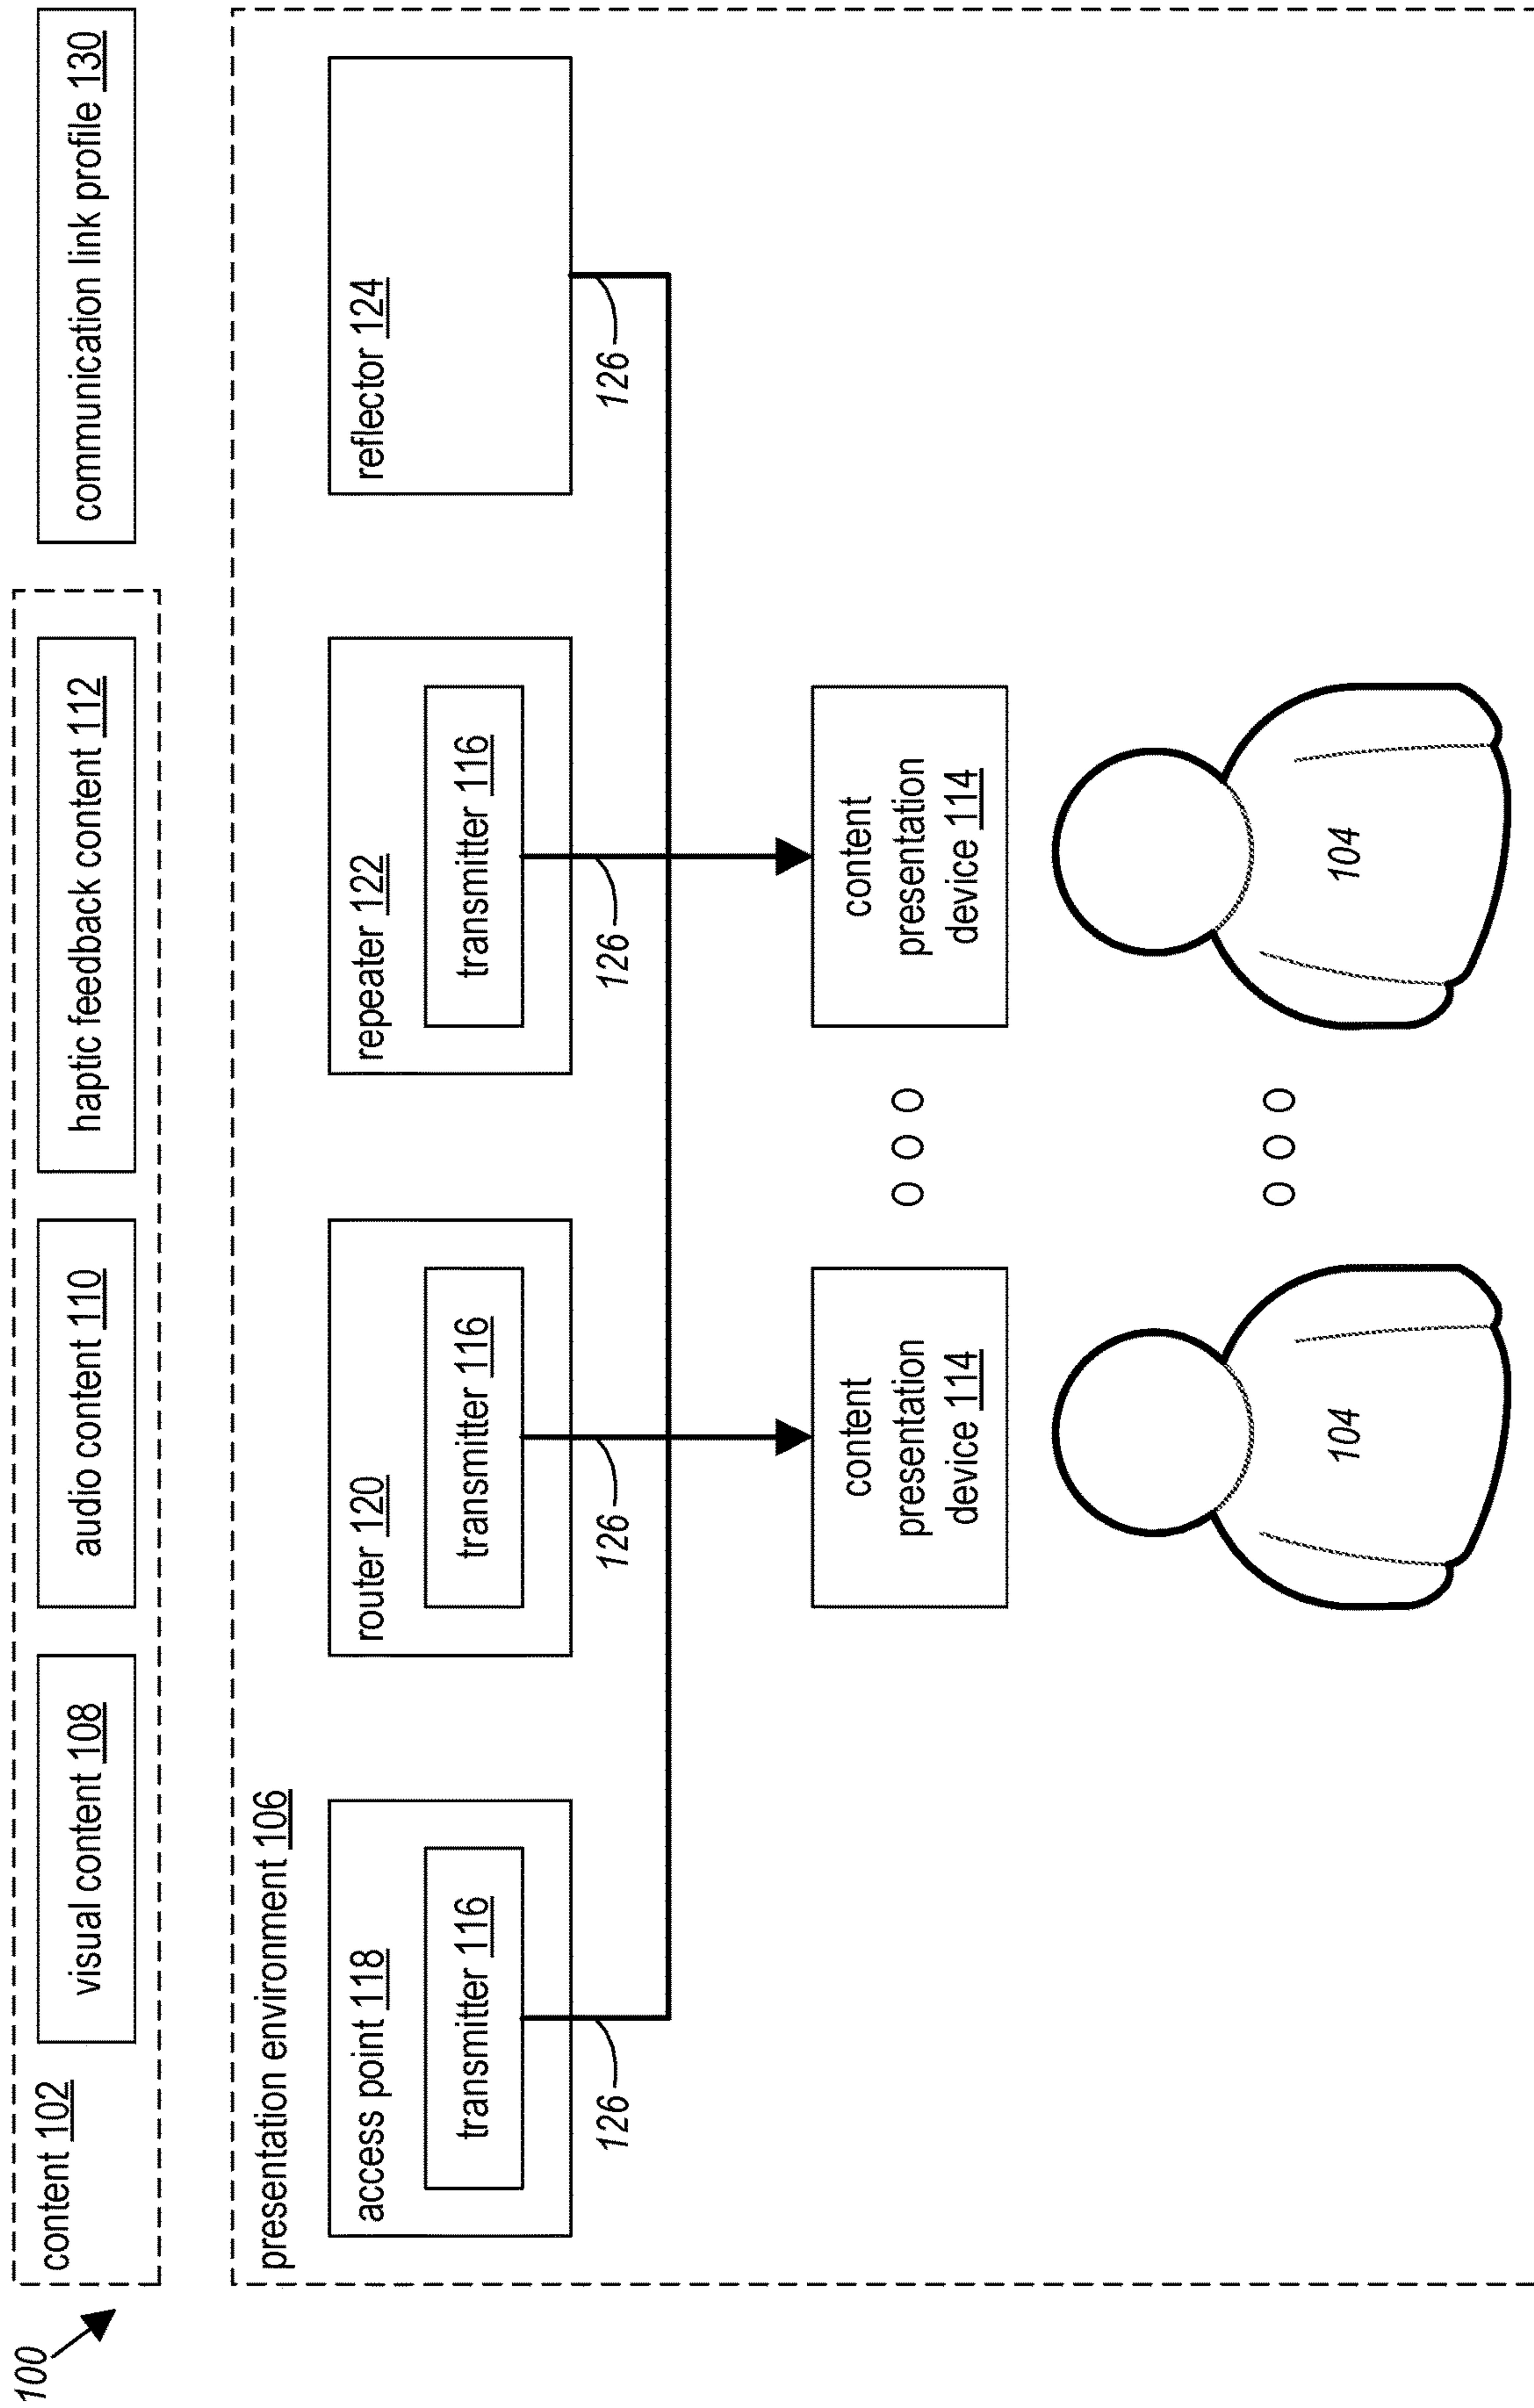 100
content 102
visual content 108
audio content 110
haptic feedback content 112
communication link profile 130
presentation environment 106
access point 118
transmitter 116
router 120
transmitter 116
repeater 122
transmitter 116
reflector 124
126
126
126
126
content
presentation
device 114
content
presentation
device 114
104
104